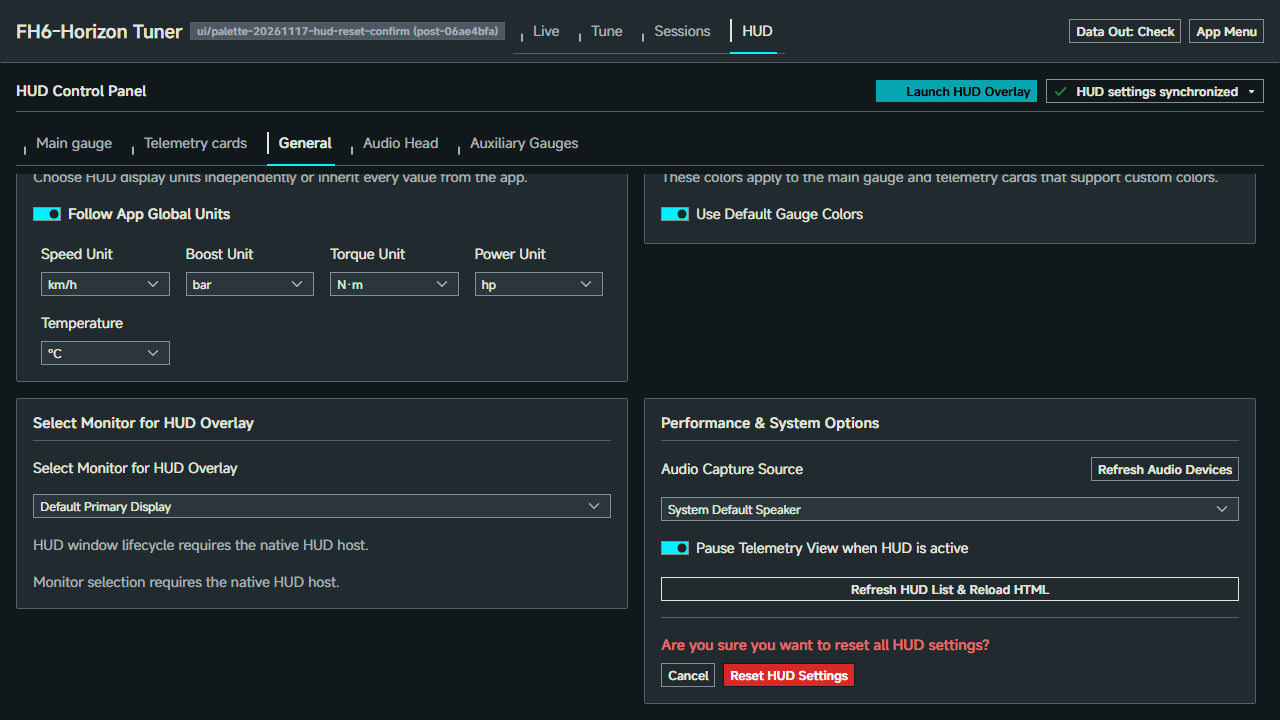 FH6-Horizon Tuner
ui/palette-20261117-hud-reset-confirm (post-06ae4bfa)
Live
Tune
Sessions
HUD
Data Out: Check
App Menu
HUD Control Panel
Launch HUD Overlay
HUD settings synchronized
Main gauge
Telemetry cards
General
Audio Head
Auxiliary Gauges
Choose HUD display units independently or inherit every value from the app.
Follow App Global Units
Speed Unit
Boost Unit
Torque Unit
Power Unit
km/h
bar
N·m
hp
Temperature
°C
These colors apply to the main gauge and telemetry cards that support custom colors.
Use Default Gauge Colors
Select Monitor for HUD Overlay
Select Monitor for HUD Overlay
Default Primary Display
HUD window lifecycle requires the native HUD host.
Monitor selection requires the native HUD host.
Performance & System Options
Audio Capture Source
Refresh Audio Devices
System Default Speaker
Pause Telemetry View when HUD is active
Refresh HUD List & Reload HTML
Are you sure you want to reset all HUD settings?
Cancel
Reset HUD Settings